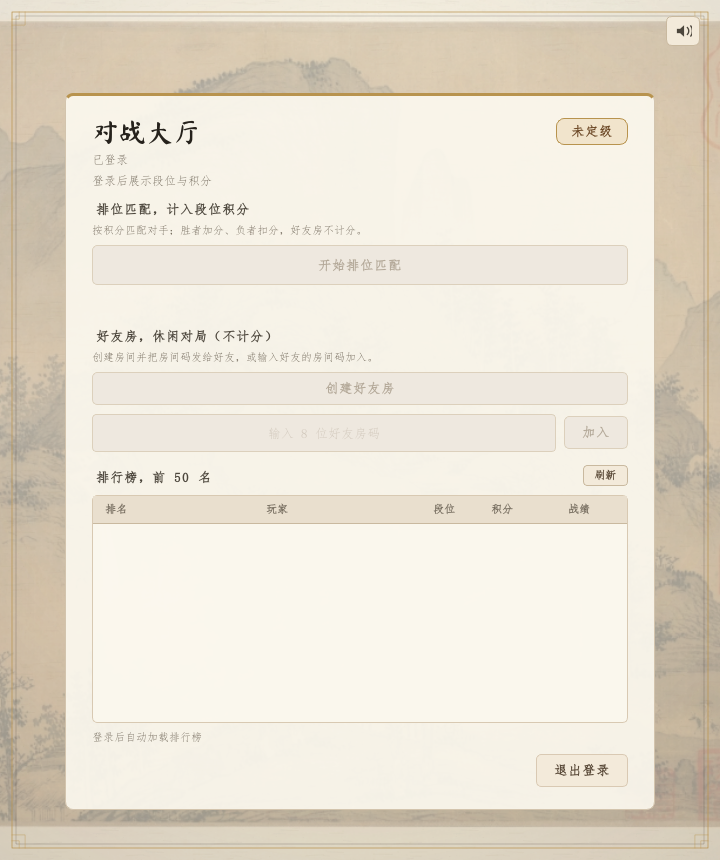 对战大厅
未定级
已登录
登录后展示段位与积分
排位匹配，计入段位积分
按积分匹配对手；胜者加分、负者扣分，好友房不计分。
开始排位匹配
好友房，休闲对局（不计分）
创建房间并把房间码发给好友，或输入好友的房间码加入。
创建好友房
输入 8 位好友房码
加入
排行榜，前 50 名
刷新
排名 玩家 段位 积分 战绩
登录后自动加载排行榜
退出登录